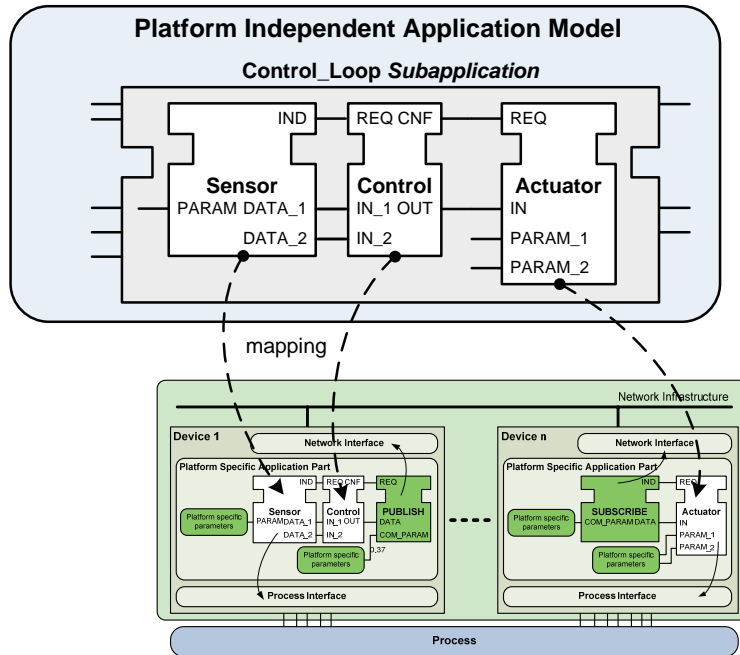 Platform Independent Application Model
Control_Loop Subapplication
IND REQ CNF REQ
Sensor Control Actuator
PARAM DATA_1 IN_1 OUT IN
DATA_2 IN_2 PARAM_1
PARAM_2
mapping
Network Infrastructure
Device 1
Network Interface
Platform Specific Application Part
IND REQ CNF REQ
Sensor Control PUBLISH
Platform specific parameters
PARAM DATA_1 IN_1 OUT DATA
DATA_2 IN_2 COM_PARAM
Platform specific parameters
0,37
Process Interface
Device n
Network Interface
Platform Specific Application Part
IND REQ
SUBSCRIBE Actuator
Platform specific parameters
COM_PARAM DATA IN
PARAM_1
PARAM_2
Platform specific parameters
Process Interface
Process